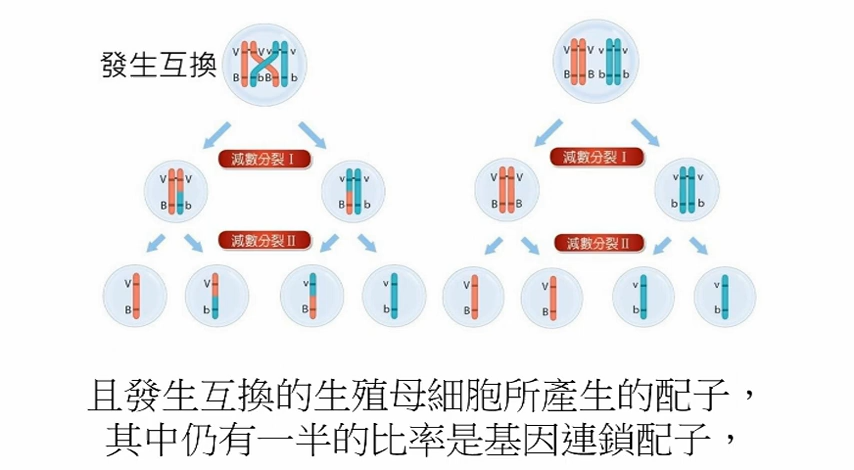 發生互換
V V v v
B b B b
V V v v
B B b b
減數分裂 I
減數分裂 I
V V
B b
v v
B b
V V
B B
v v
b b
減數分裂 II
減數分裂 II
V
B
V
b
v
B
v
b
V
B
V
B
v
b
v
b
且發生互換的生殖母細胞所產生的配子，
其中仍有一半的比率是基因連鎖配子，